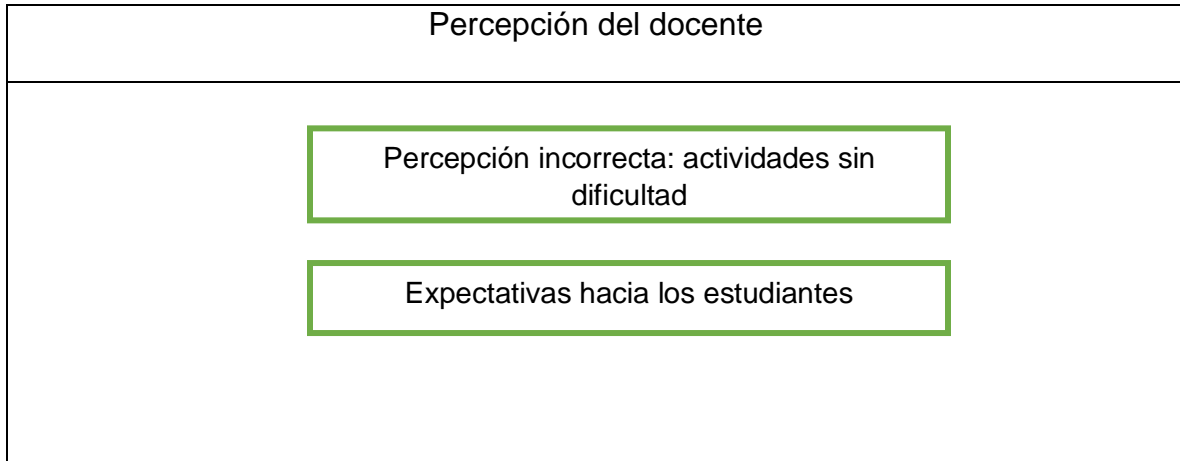 Percepción del docente
Percepción incorrecta: actividades sin
dificultad
Expectativas hacia los estudiantes